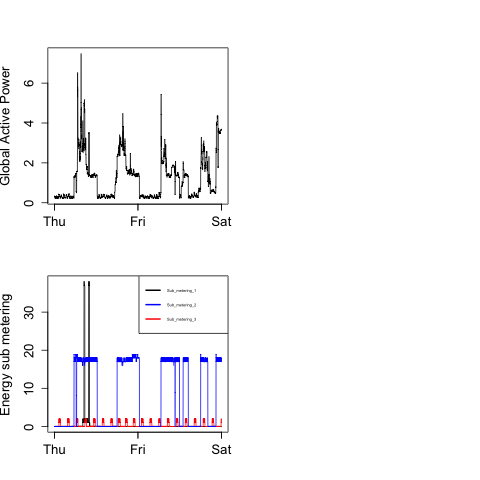 Global Active Power
6
4
2
0
Thu Fri Sat
Energy sub metering
30
20
10
0
Sub_metering_1
Sub_metering_2
Sub_metering_3
Thu Fri Sat